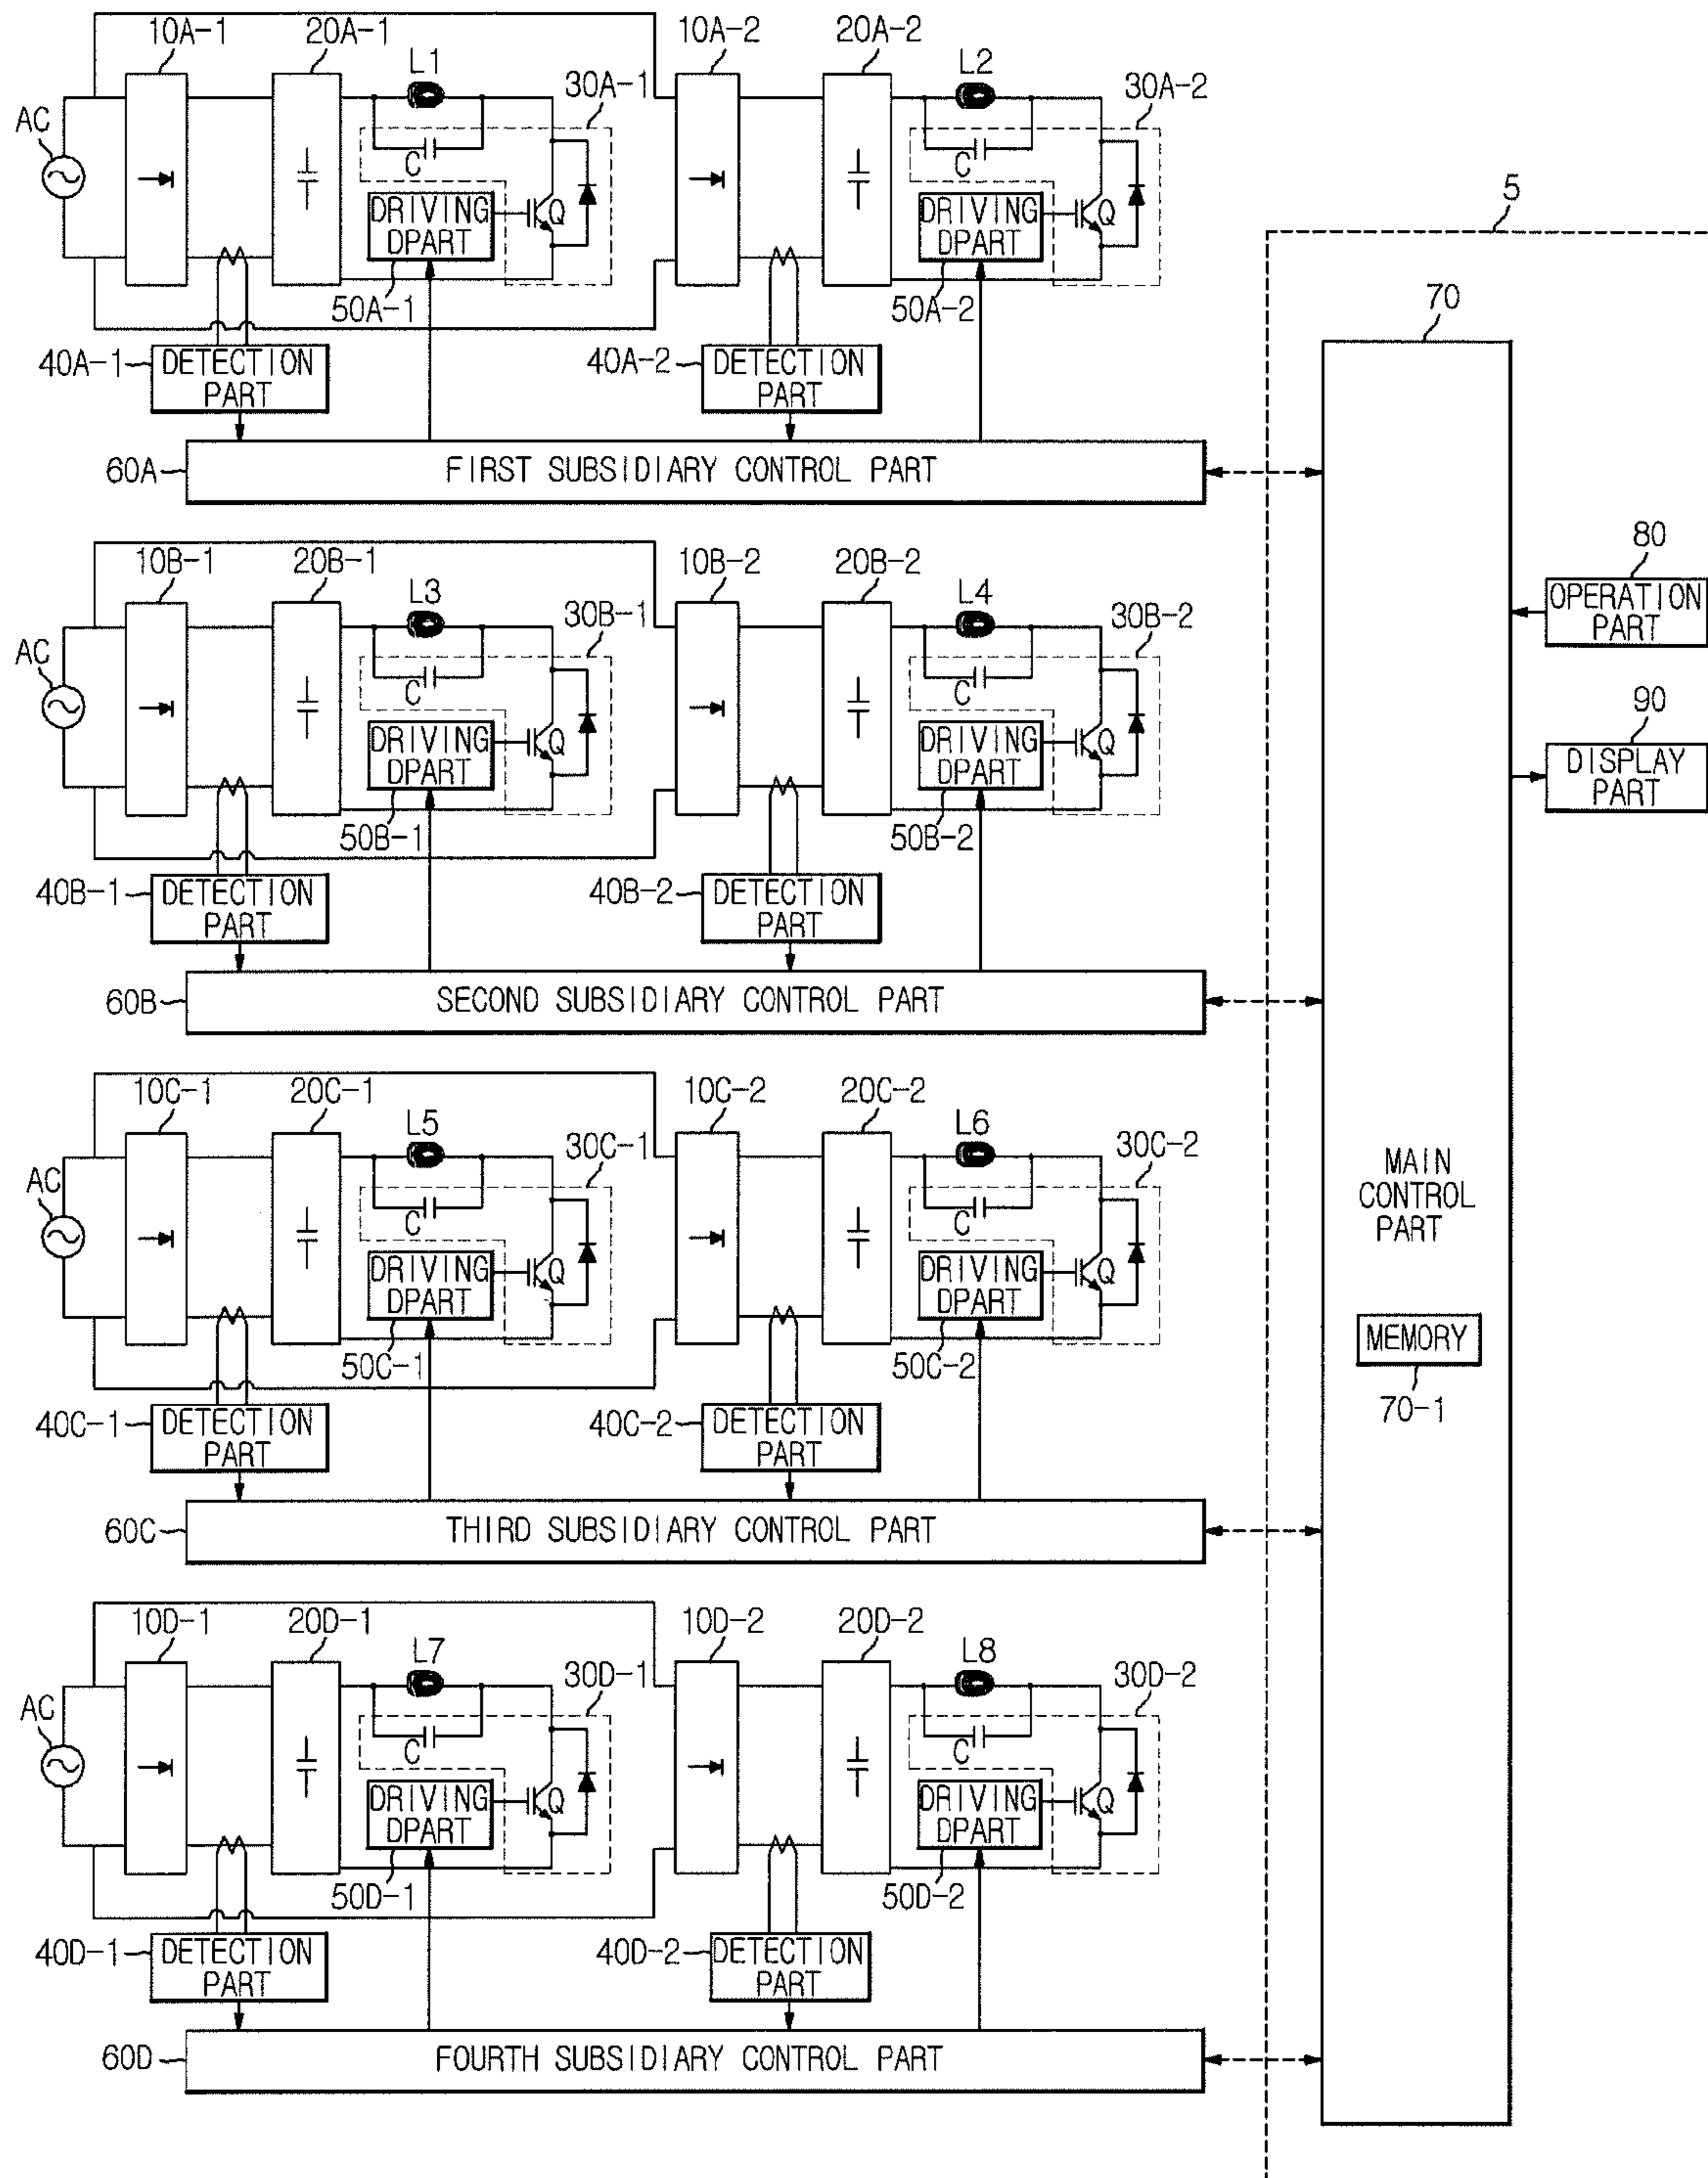 10A-1
20A-1
L1
30A-1
10A-2
20A-2
L2
30A-2
AC
C
C
DRIVING
DPART
Q
DRIVING
DPART
Q
50A-1
50A-2
40A-1
DETECTION
PART
40A-2
DETECTION
PART
60A
FIRST SUBSIDIARY CONTROL PART
10B-1
20B-1
L3
30B-1
10B-2
20B-2
L4
30B-2
AC
C
C
DRIVING
DPART
Q
DRIVING
DPART
Q
50B-1
50B-2
40B-1
DETECTION
PART
40B-2
DETECTION
PART
60B
SECOND SUBSIDIARY CONTROL PART
10C-1
20C-1
L5
30C-1
10C-2
20C-2
L6
30C-2
AC
C
C
DRIVING
DPART
Q
DRIVING
DPART
Q
50C-1
50C-2
40C-1
DETECTION
PART
40C-2
DETECTION
PART
60C
THIRD SUBSIDIARY CONTROL PART
10D-1
20D-1
L7
30D-1
10D-2
20D-2
L8
30D-2
AC
C
C
DRIVING
DPART
Q
DRIVING
DPART
Q
50D-1
50D-2
40D-1
DETECTION
PART
40D-2
DETECTION
PART
60D
FOURTH SUBSIDIARY CONTROL PART
5
70
MAIN
CONTROL
PART
MEMORY
70-1
80
OPERATION
PART
90
DISPLAY
PART